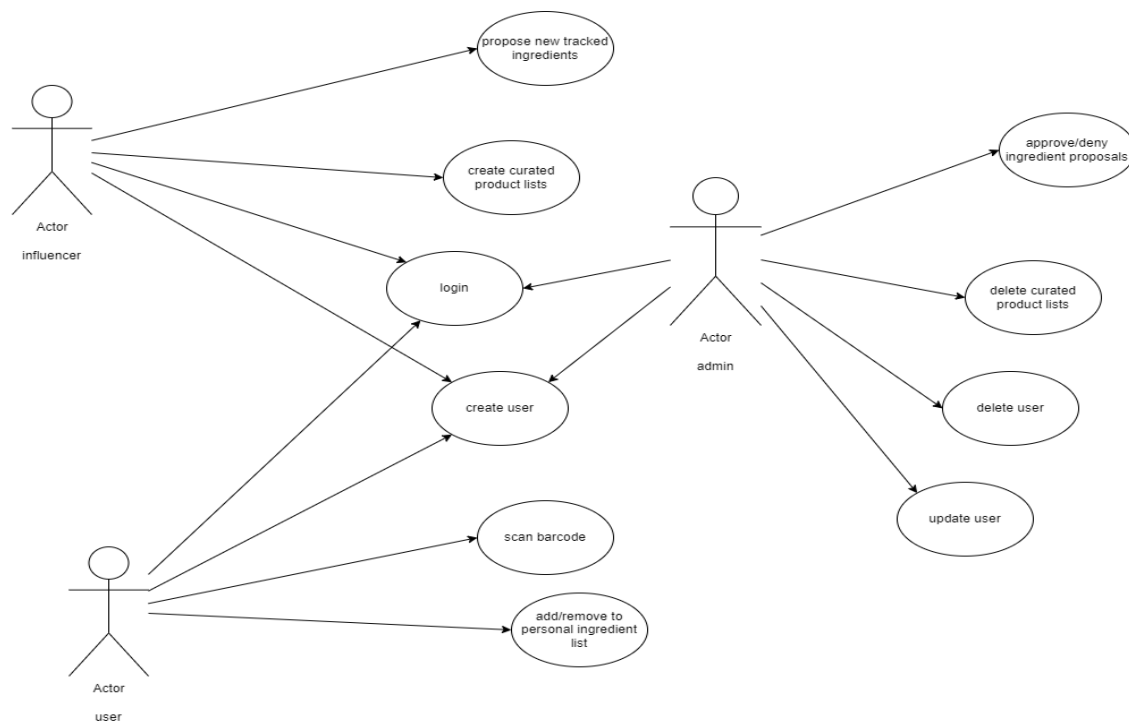 propose new tracked
ingredients
approve/deny
ingredient proposals
create curated
product lists
Actor
influencer
login
delete curated
product lists
Actor
admin
create user
delete user
update user
scan barcode
add/remove to
personal ingredient
list
Actor
user